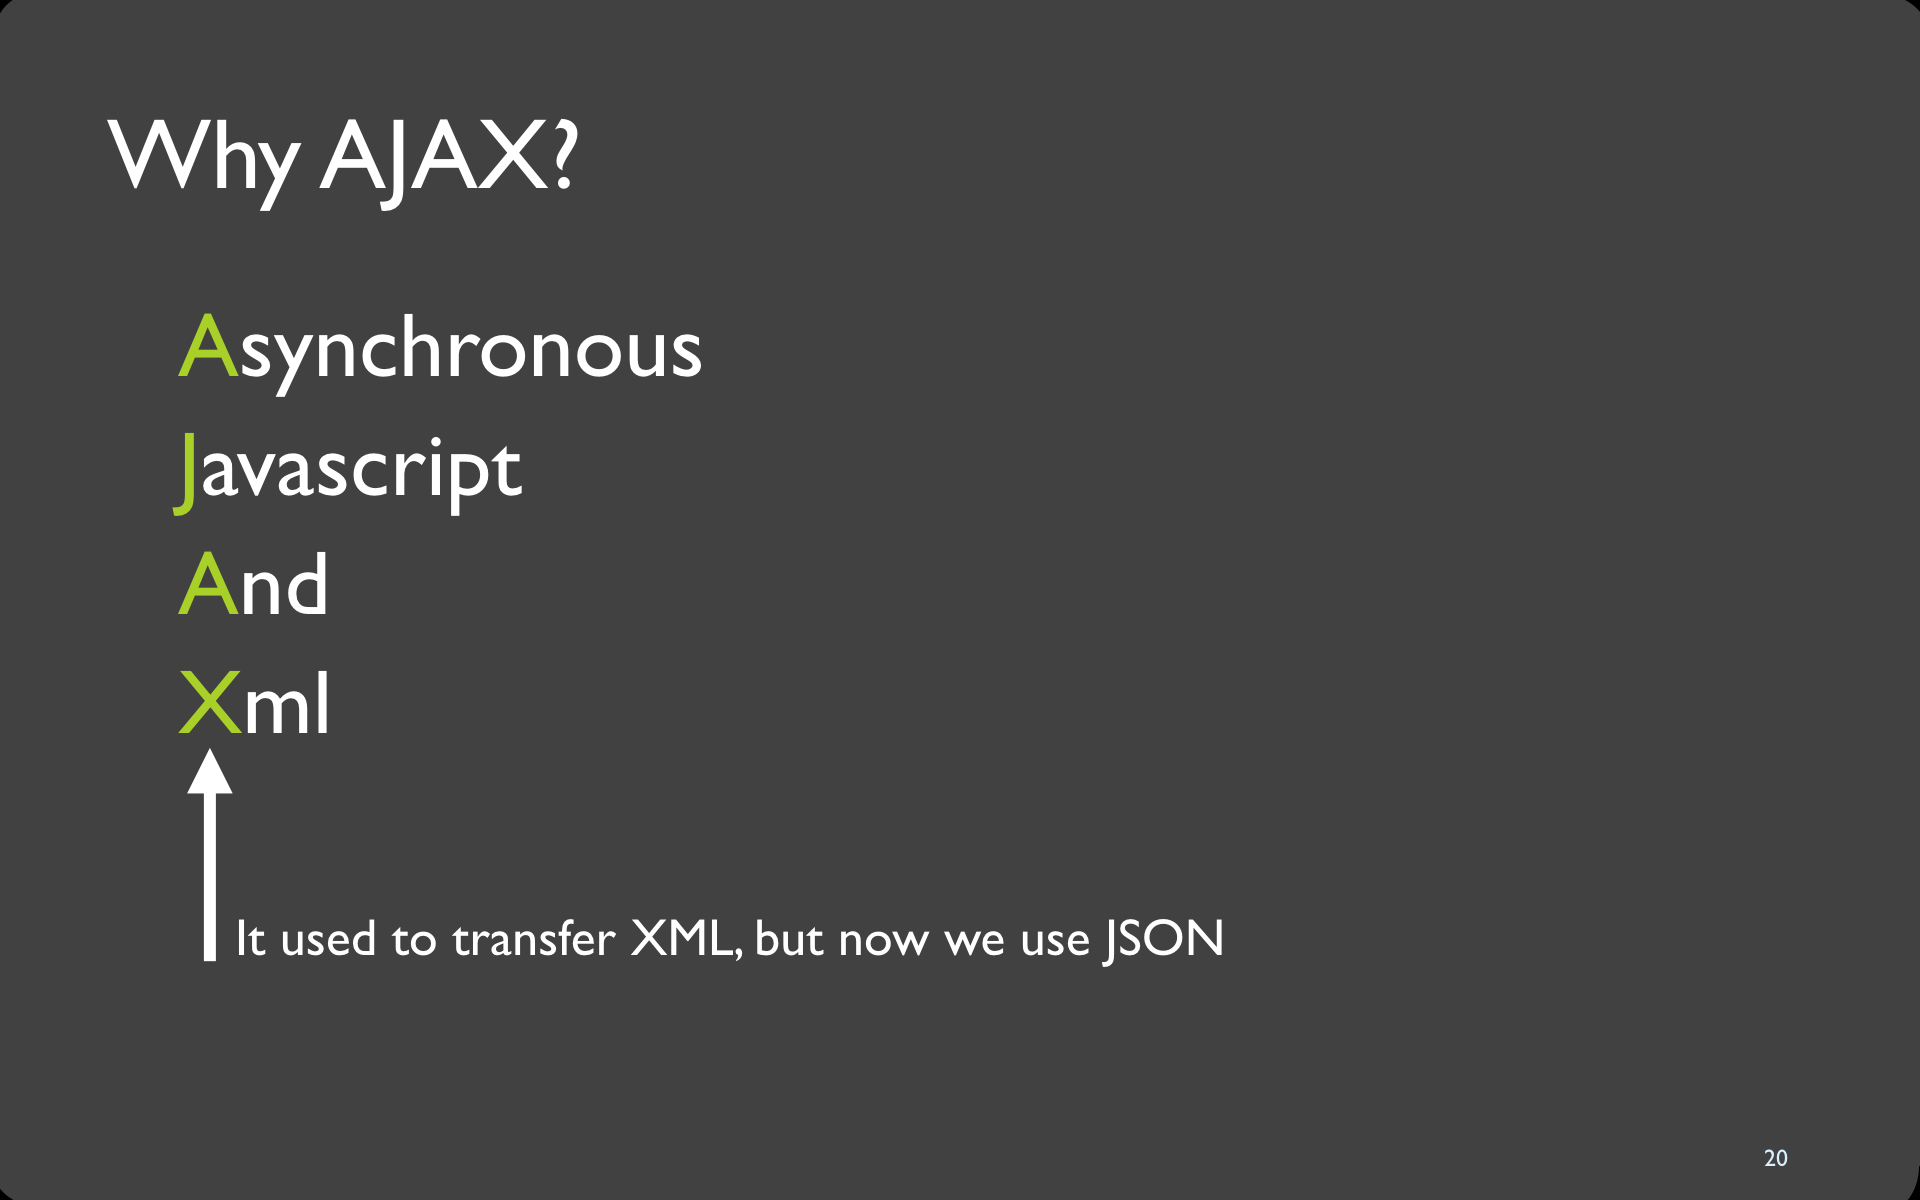 Why AJAX?
Asynchronous
Javascript
And
Xml
It used to transfer XML, but now we use JSON
20